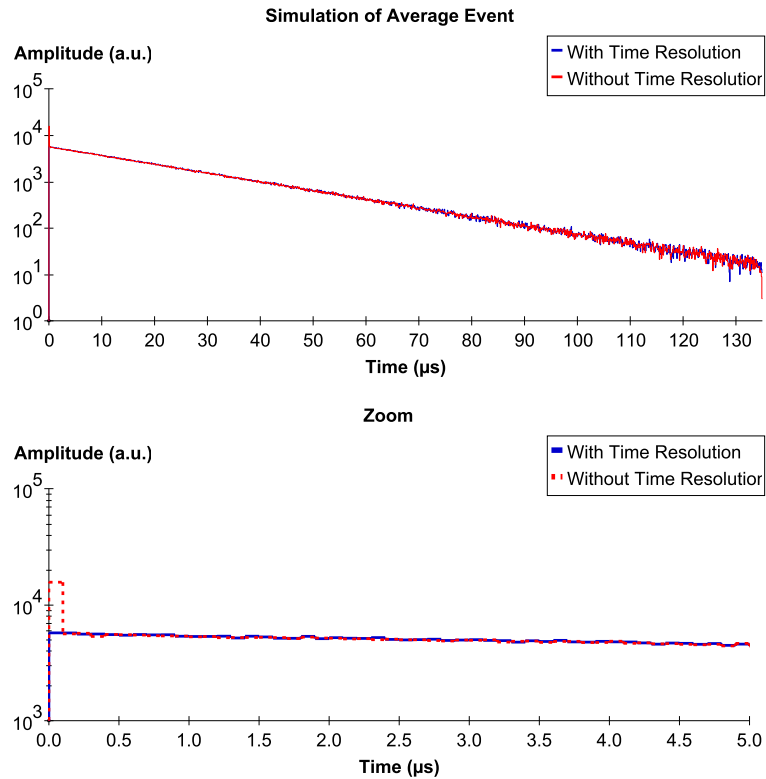 Simulation of Average Event
Amplitude (a.u.)
With Time Resolution
Without Time Resolution
10^5
10^4
10^3
10^2
10^1
10^0
0 10 20 30 40 50 60 70 80 90 100 110 120 130
Time (µs)
Zoom
Amplitude (a.u.)
With Time Resolution
Without Time Resolution
10^5
10^4
10^3
0.0 0.5 1.0 1.5 2.0 2.5 3.0 3.5 4.0 4.5 5.0
Time (µs)